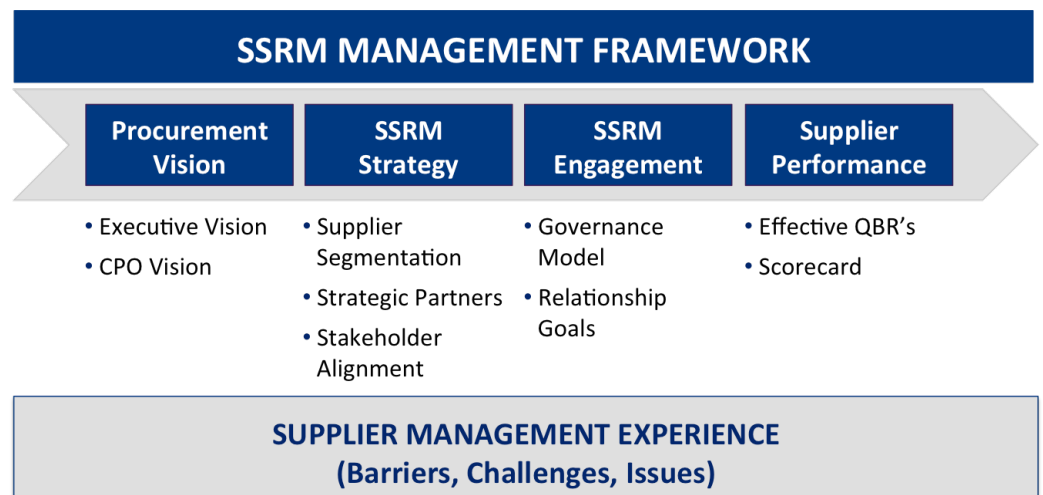 SSRM MANAGEMENT FRAMEWORK
Procurement
Vision
SSRM
Strategy
SSRM
Engagement
Supplier
Performance
• Executive Vision
• CPO Vision
• Supplier
Segmentation
• Strategic Partners
• Stakeholder
Alignment
• Governance
Model
• Relationship
Goals
• Effective QBR's
• Scorecard
SUPPLIER MANAGEMENT EXPERIENCE
(Barriers, Challenges, Issues)